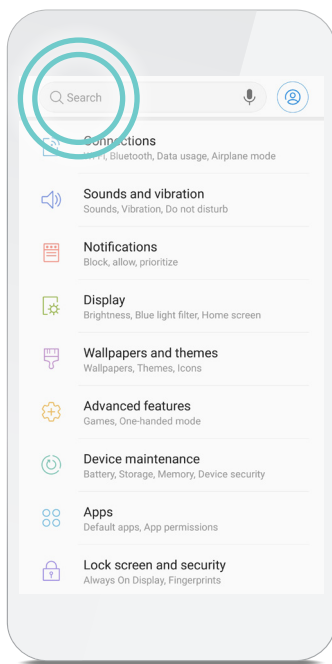 Search
Connections
Wi-Fi, Bluetooth, Data usage, Airplane mode
Sounds and vibration
Sounds, Vibration, Do not disturb
Notifications
Block, allow, prioritize
Display
Brightness, Blue light filter, Home screen
Wallpapers and themes
Wallpapers, Themes, Icons
Advanced features
Games, One-handed mode
Device maintenance
Battery, Storage, Memory, Device security
Apps
Default apps, App permissions
Lock screen and security
Always On Display, Fingerprints